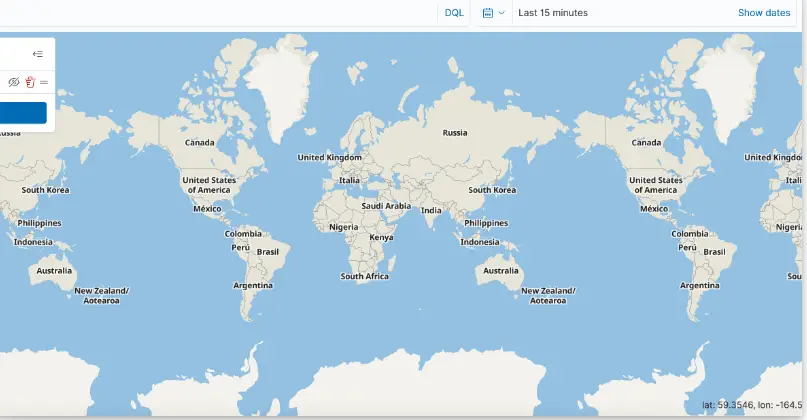 DQL
Last 15 minutes
Show dates
Russia
Canada
Canada
United Kingdom
United States
of America
Italia
South Korea
South Korea
México
Saudi Arabia
India
United States
of America
México
Philippines
Nigeria
Kenya
Philippines
Indonesia
Colombia
Perú
Brasil
Indonesia
Colombia
Perú
Brasil
Australia
South Africa
Australia
Argentina
Argentina
New Zealand/
Aotearoa
New Zealand/
Aotearoa
lat: 59.3546, lon: -164.5